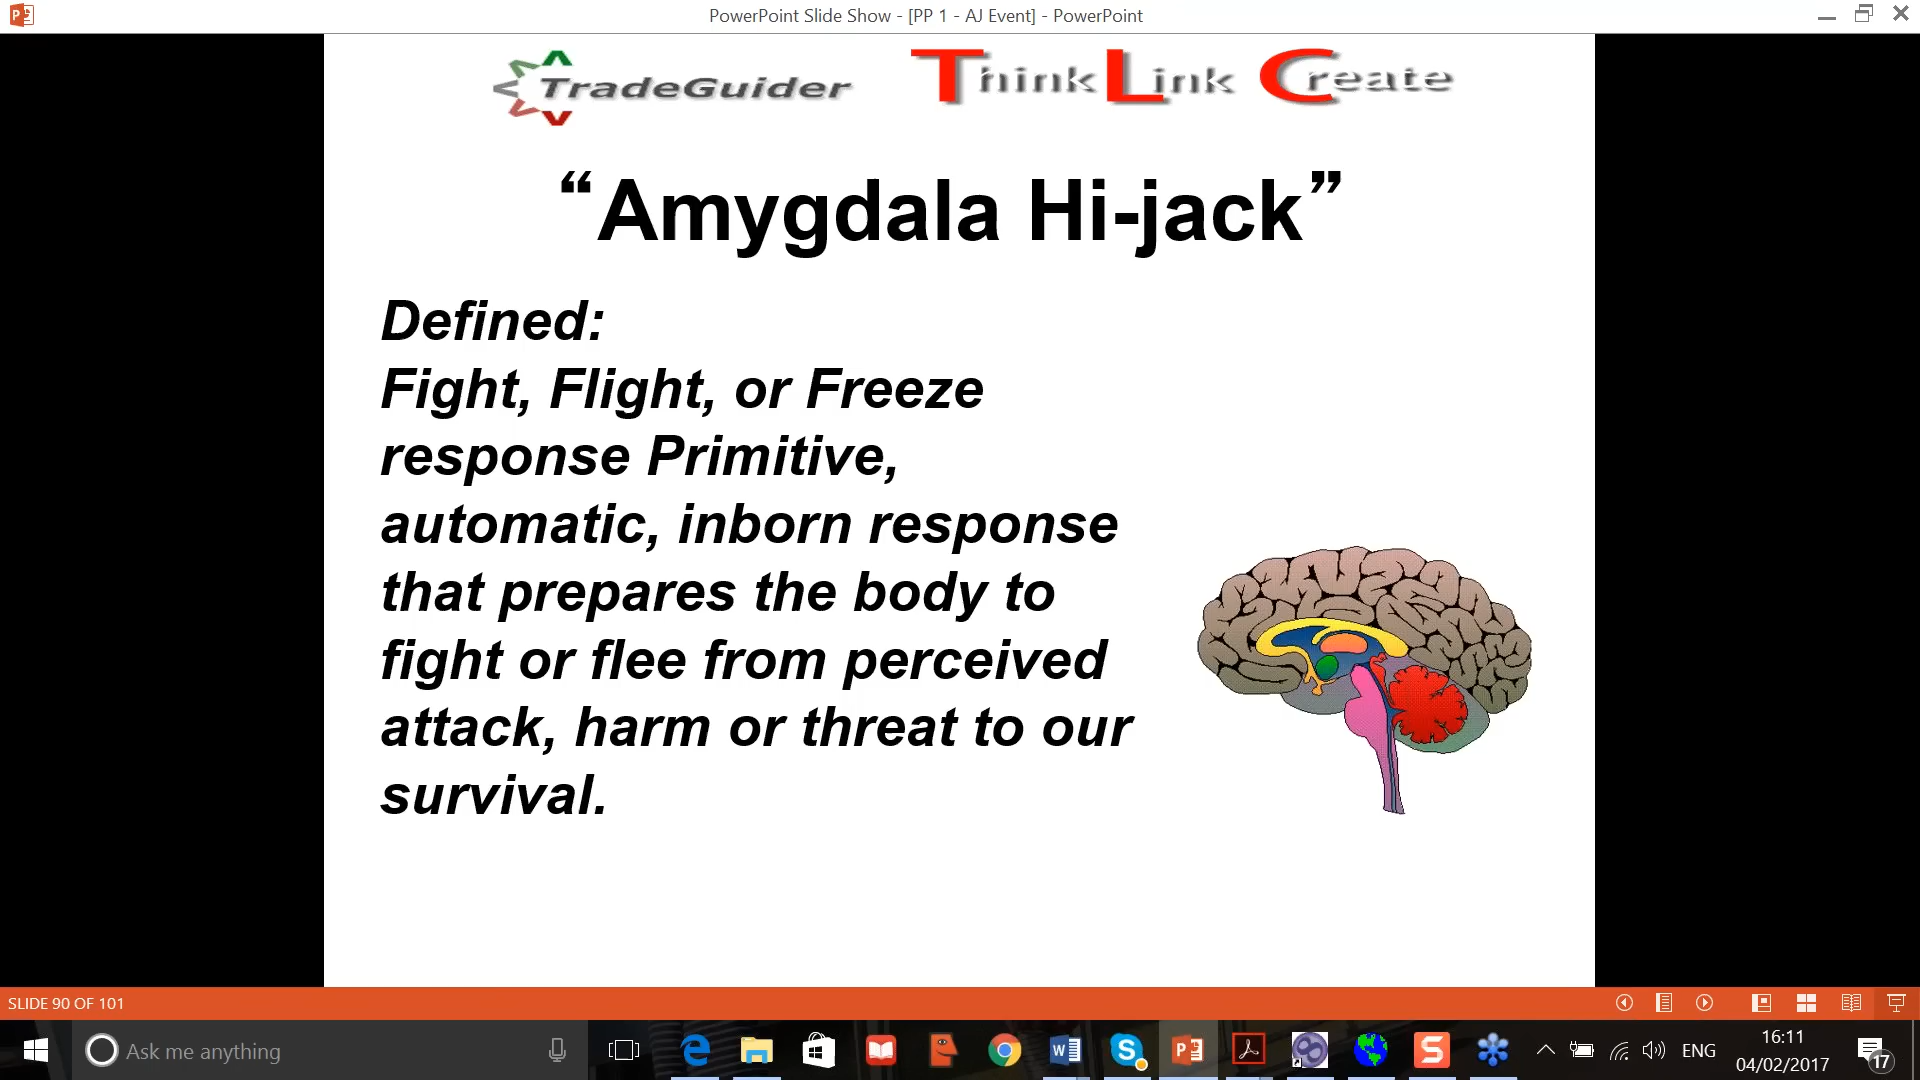 PowerPoint Slide Show - [PP 1 - AJ Event] - PowerPoint
TradeGuider
Think Link Create
“Amygdala Hi-jack”
Defined:
Fight, Flight, or Freeze
response Primitive,
automatic, inborn response
that prepares the body to
fight or flee from perceived
attack, harm or threat to our
survival.
SLIDE 90 OF 101
Ask me anything
ENG
16:11
04/02/2017
17